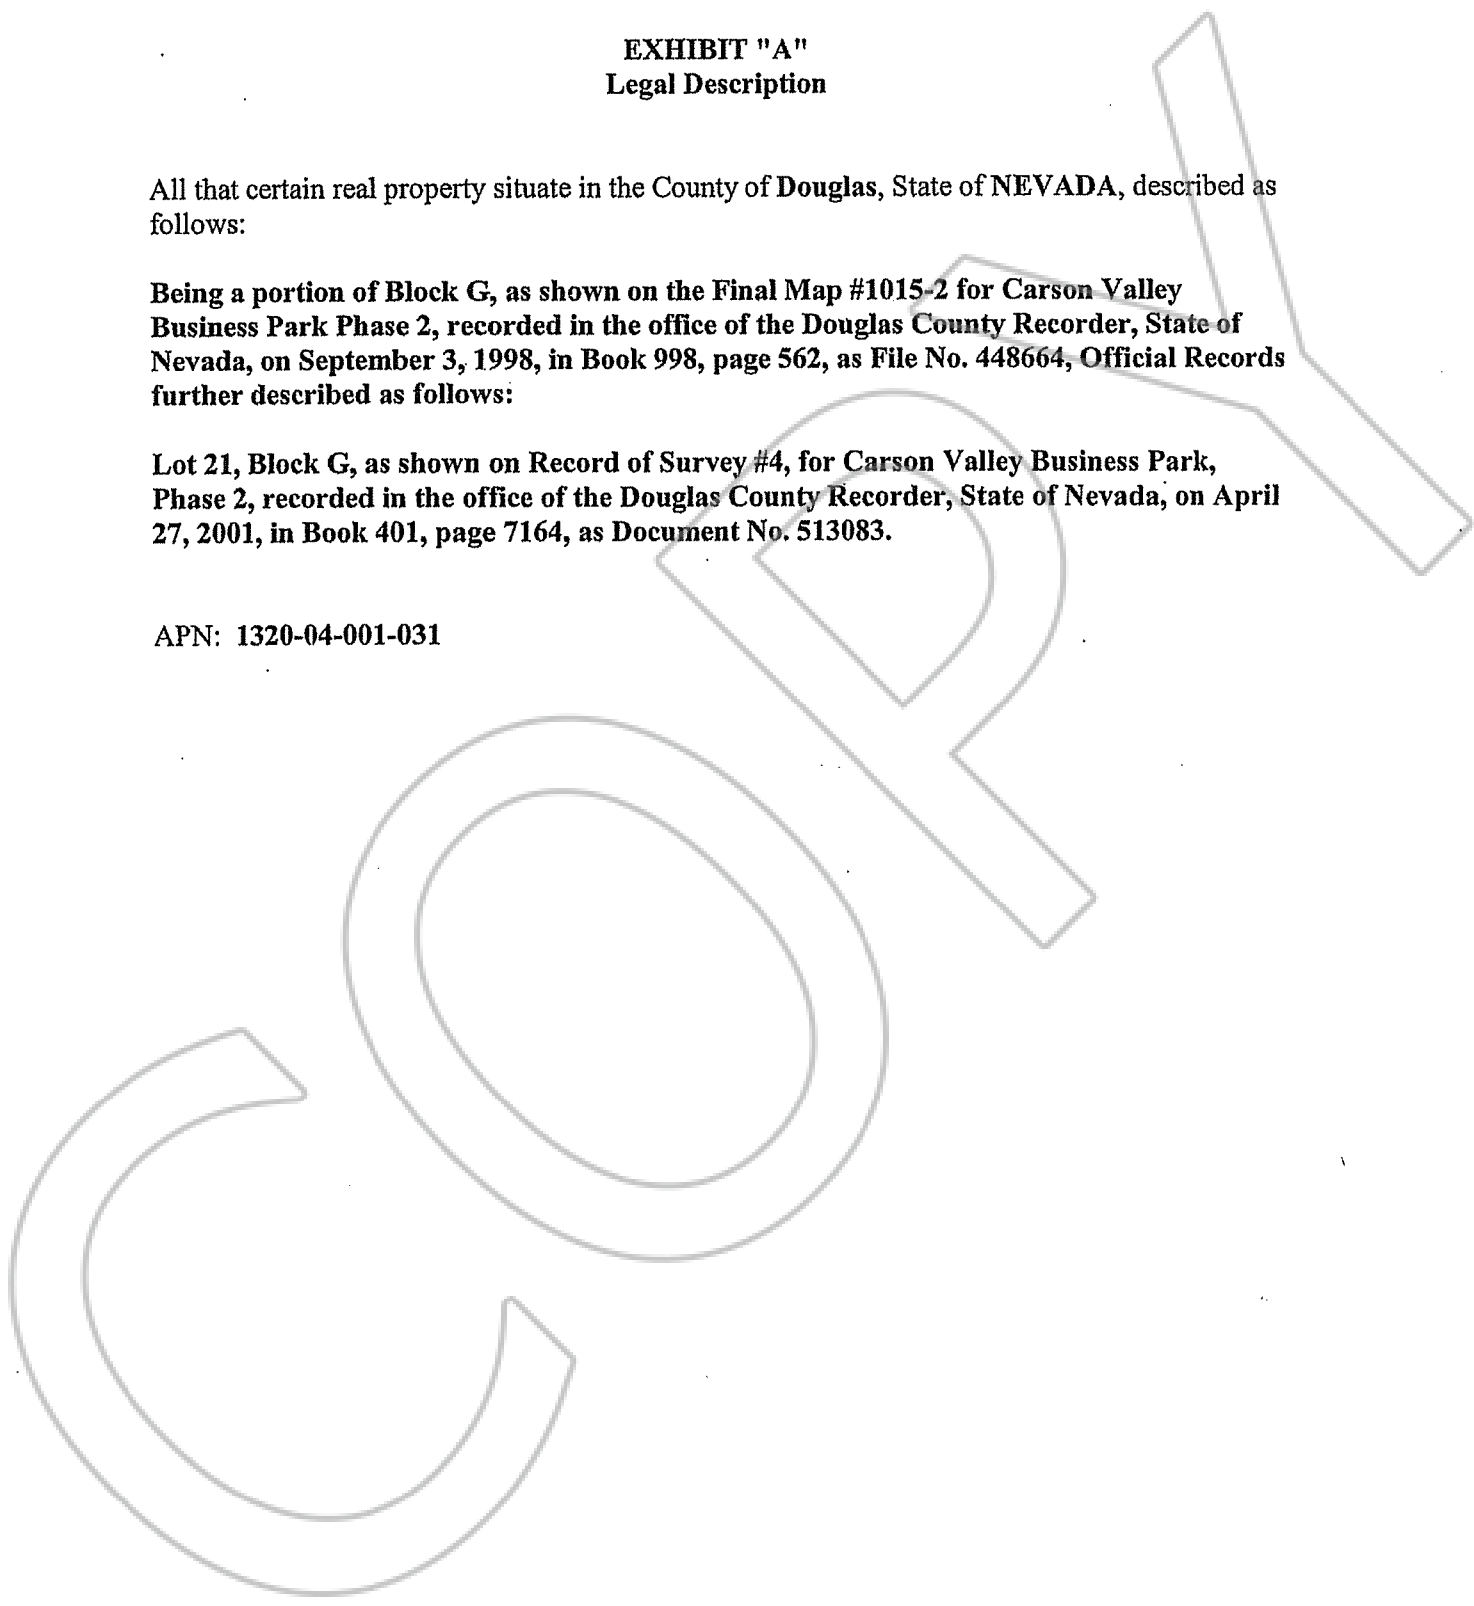 EXHIBIT "A"
Legal Description
All that certain real property situate in the County of Douglas, State of NEVADA, described as
follows:
Being a portion of Block G, as shown on the Final Map #1015-2 for Carson Valley
Business Park Phase 2, recorded in the office of the Douglas County Recorder, State of
Nevada, on September 3, 1998, in Book 998, page 562, as File No. 448664, Official Records
further described as follows:
Lot 21, Block G, as shown on Record of Survey #4, for Carson Valley Business Park,
Phase 2, recorded in the office of the Douglas County Recorder, State of Nevada, on April
27, 2001, in Book 401, page 7164, as Document No. 513083.
APN: 1320-04-001-031
COPY